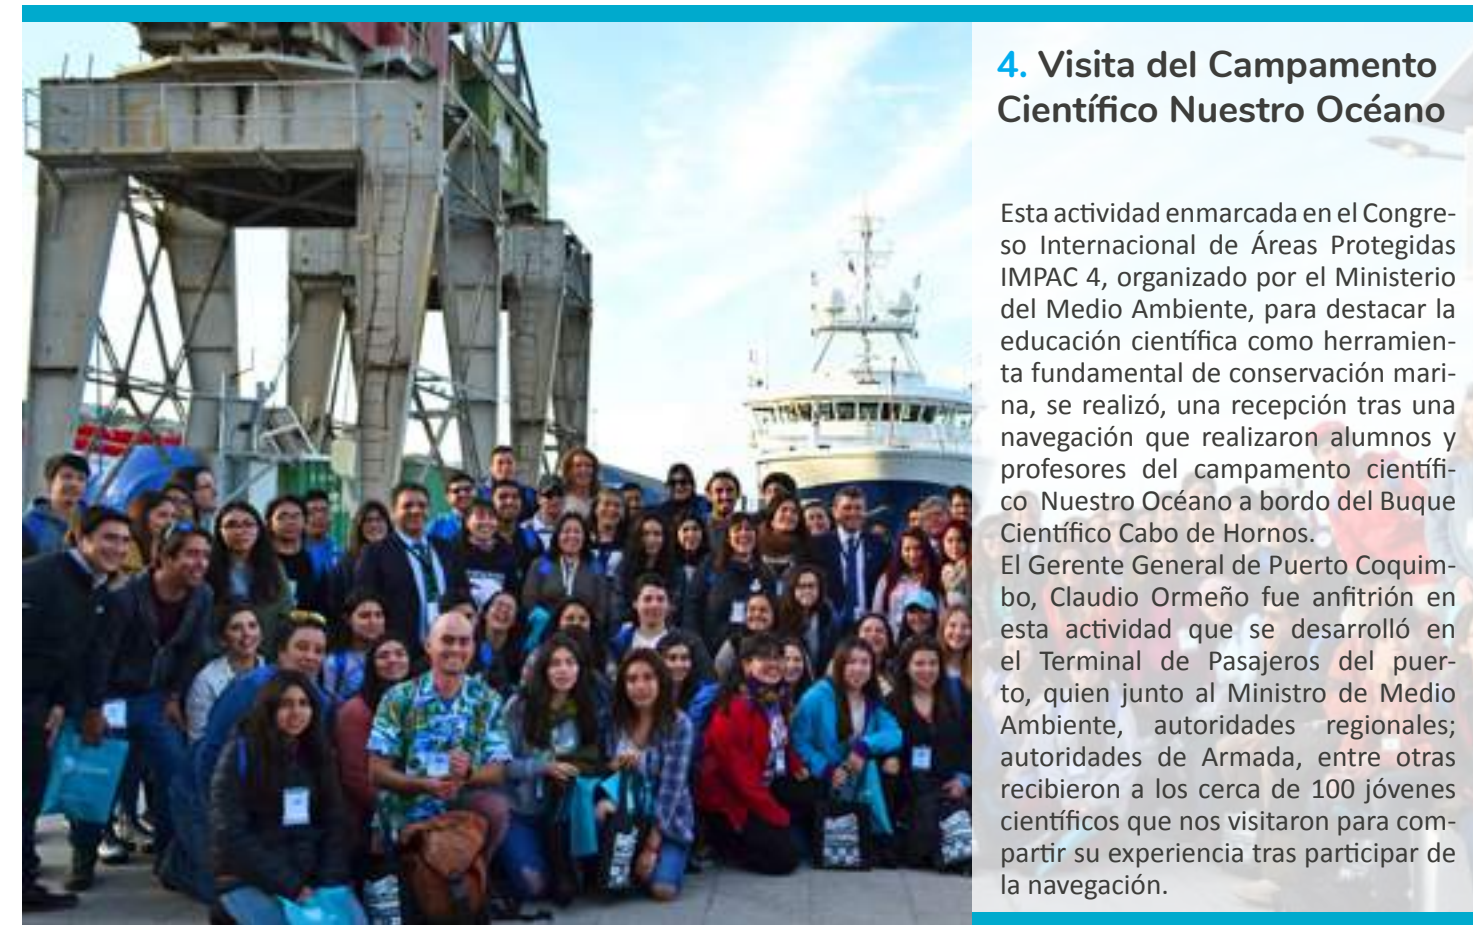 4. Visita del Campamento
Científico Nuestro Océano
Esta actividad enmarcada en el Congre-
so Internacional de Áreas Protegidas
IMPAC 4, organizado por el Ministerio
del Medio Ambiente, para destacar la
educación científica como herramien-
ta fundamental de conservación mari-
na, se realizó, una recepción tras una
navegación que realizaron alumnos y
profesores del campamento científi-
co Nuestro Océano a bordo del Buque
Científico Cabo de Hornos.
El Gerente General de Puerto Coquim-
bo, Claudio Ormeño fue anfitrión en
esta actividad que se desarrolló en
el Terminal de Pasajeros del puer-
to, quien junto al Ministro de Medio
Ambiente, autoridades regionales;
autoridades de Armada, entre otras
recibieron a los cerca de 100 jóvenes
científicos que nos visitaron para com-
partir su experiencia tras participar de
la navegación.